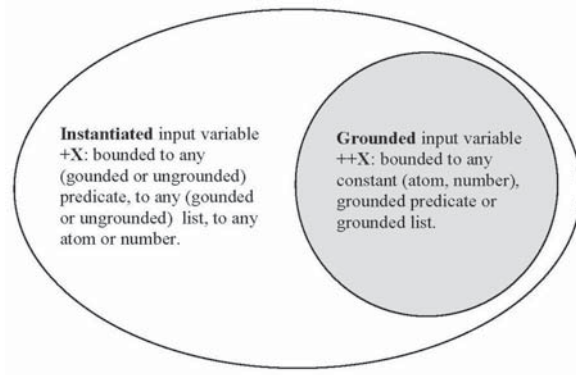 Instantiated input variable
+X: bounded to any
(gounded or ungrounded)
predicate, to any (gounded
or ungrounded) list, to any
atom or number.
Grounded input variable
++X: bounded to any
constant (atom, number),
grounded predicate or
grounded list.